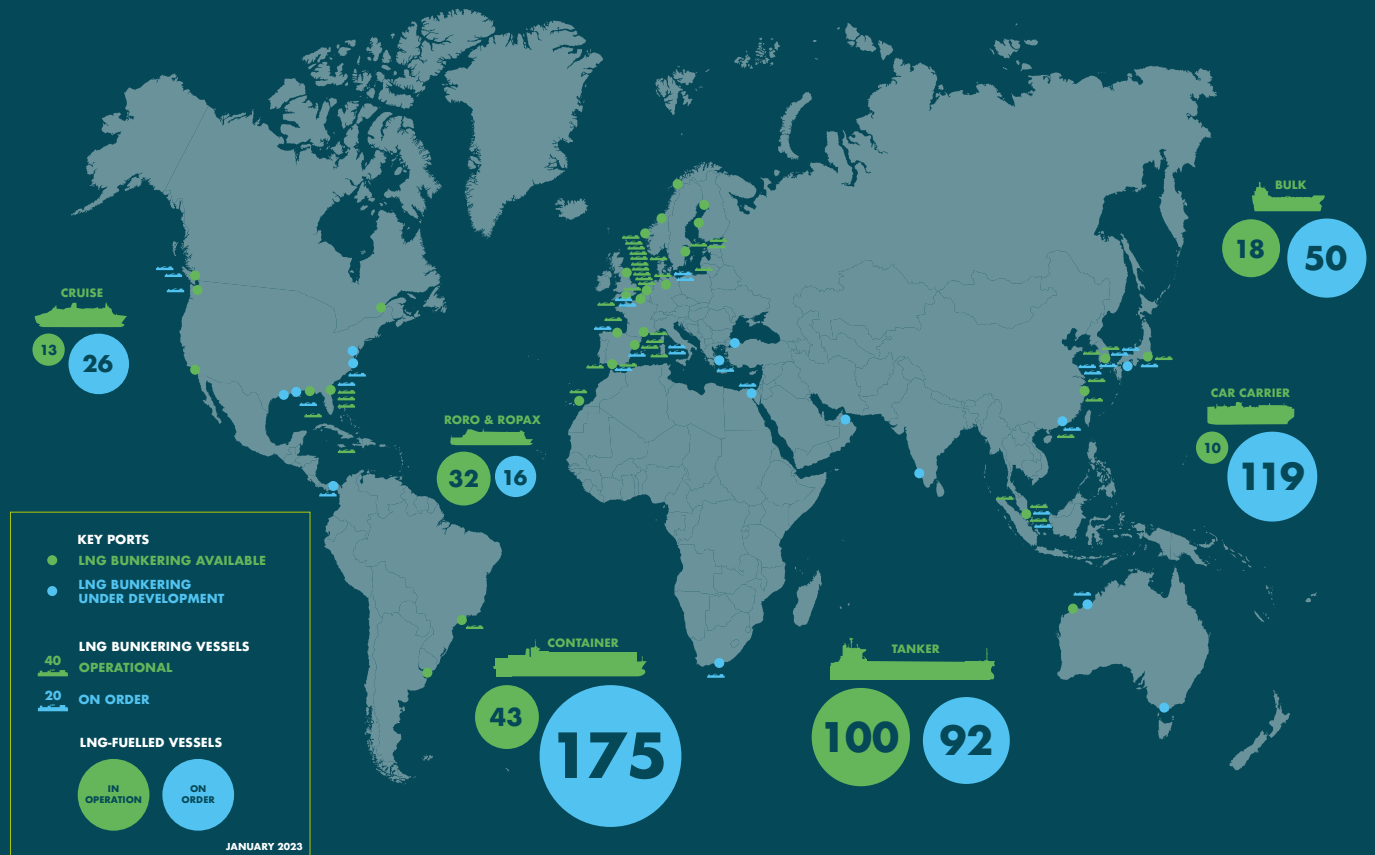 BULK
18
50
CRUISE
13
26
CAR CARRIER
10
119
RORO & ROPAX
32
16
KEY PORTS
LNG BUNKERING AVAILABLE
LNG BUNKERING
UNDER DEVELOPMENT
LNG BUNKERING VESSELS
40
OPERATIONAL
20
ON ORDER
LNG-FUELLED VESSELS
IN
OPERATION
ON
ORDER
JANUARY 2023
CONTAINER
43
175
TANKER
100
92